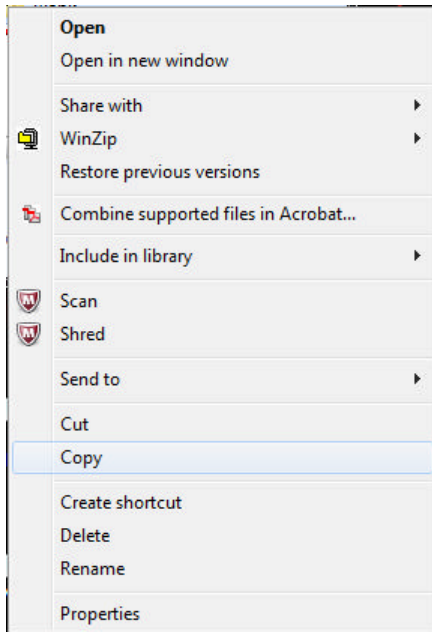 Open
Open in new window
Share with
WinZip
Restore previous versions
Combine supported files in Acrobat...
Include in library
Scan
Shred
Send to
Cut
Copy
Create shortcut
Delete
Rename
Properties